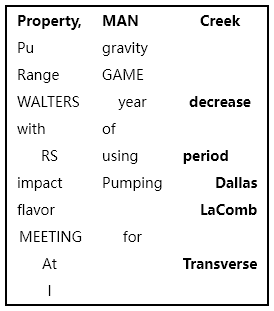 Property, MAN Creek
Pu gravity
Range GAME
WALTERS year decrease
with of
RS using period
impact Pumping Dallas
flavor LaComb
MEETING for
At Transverse
I